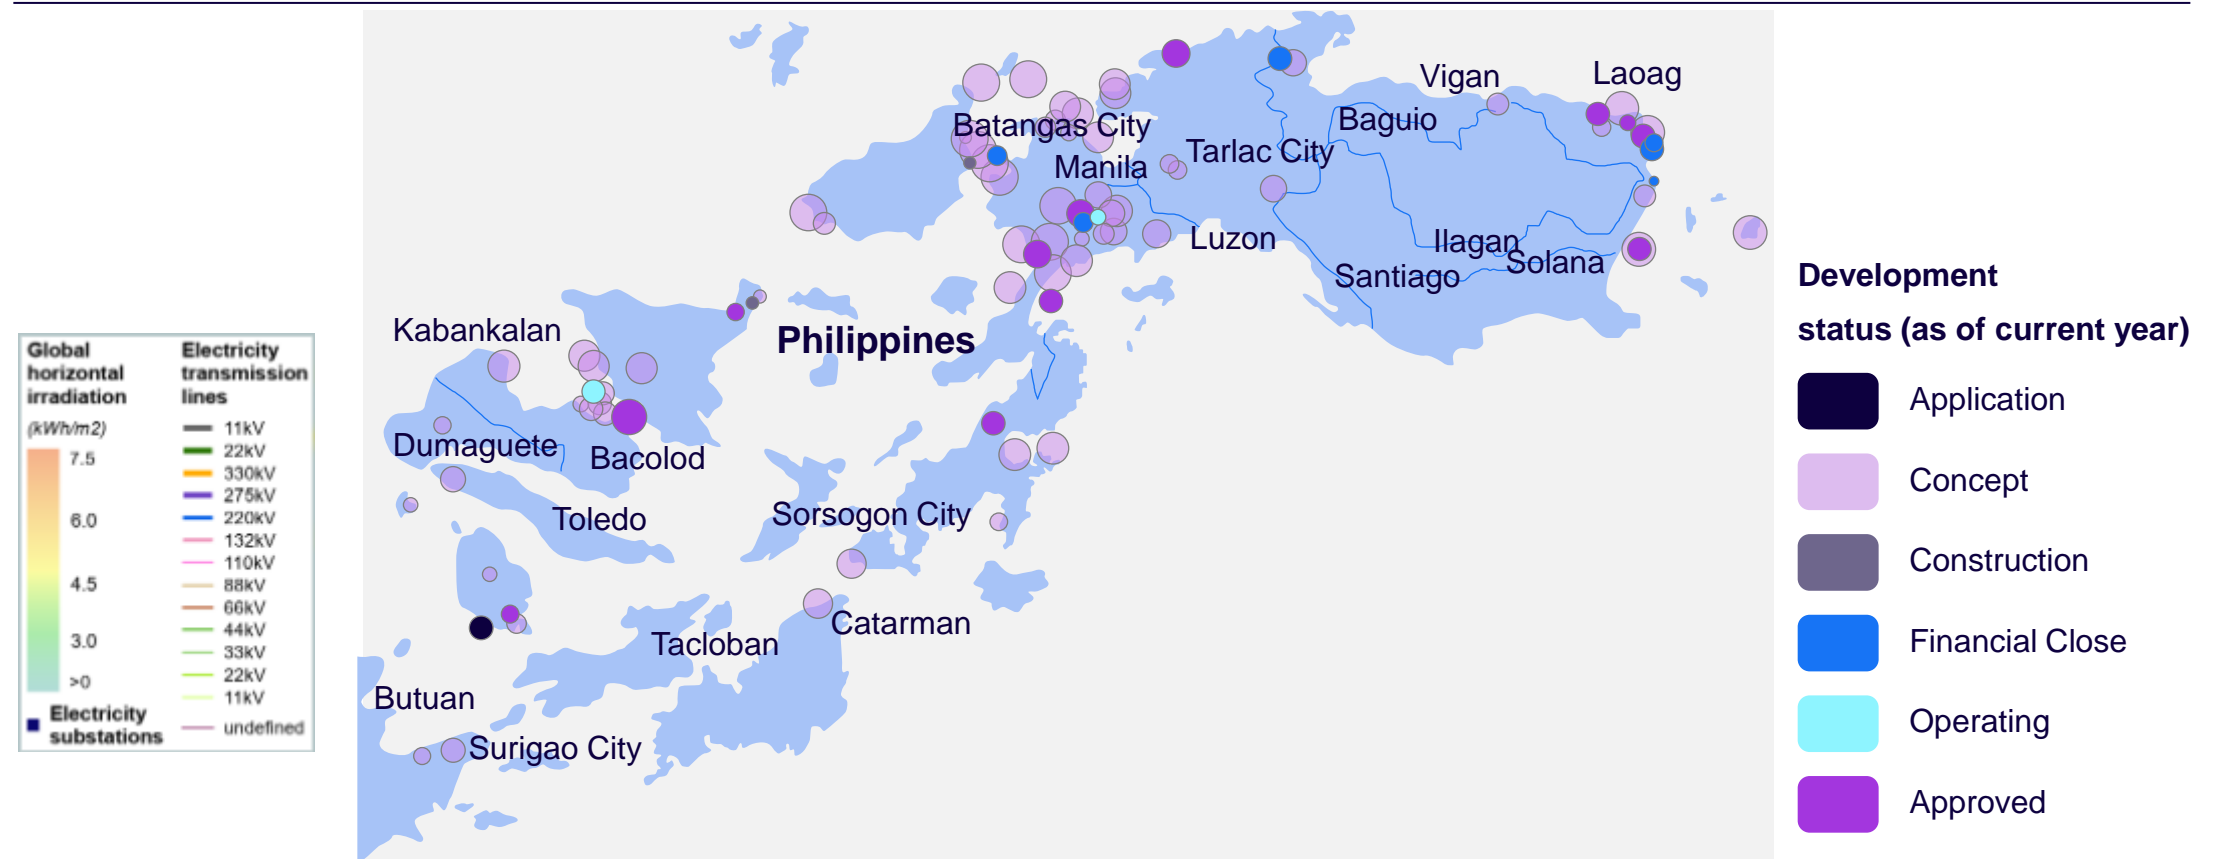 Global
horizontal
irradiation
(kWh/m2)
7.5
6.0
4.5
3.0
>0
Electricity
substations
Electricity
transmission
lines
11kV
22kV
330kV
275kV
220kV
132kV
110kV
88kV
66kV
44kV
33kV
22kV
11kV
undefined
Vigan
Laoag
Batangas City
Baguio
Manila
Tarlac City
Luzon
Ilagan
Solana
Santiago
Kabankalan
Philippines
Dumaguete
Bacolod
Toledo
Sorsogon City
Catarman
Tacloban
Butuan
Surigao City
Development
status (as of current year)
Application
Concept
Construction
Financial Close
Operating
Approved